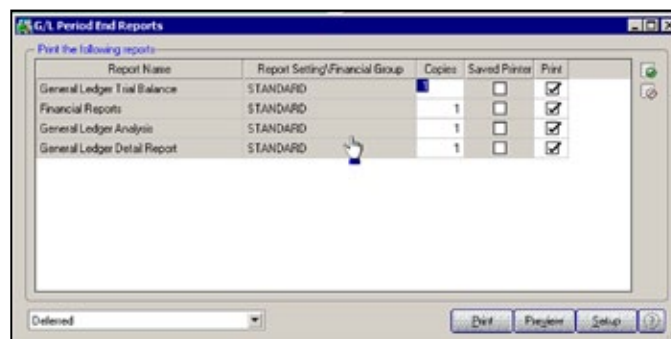 G/L Period End Reports
Print the following reports
Report Name Report Setting\Financial Group Copies Saved Printer Print
General Ledger Trial Balance STANDARD 1
Financial Reports STANDARD 1
General Ledger Analysis STANDARD 1
General Ledger Detail Report STANDARD 1
Deferred Print Preview Setup